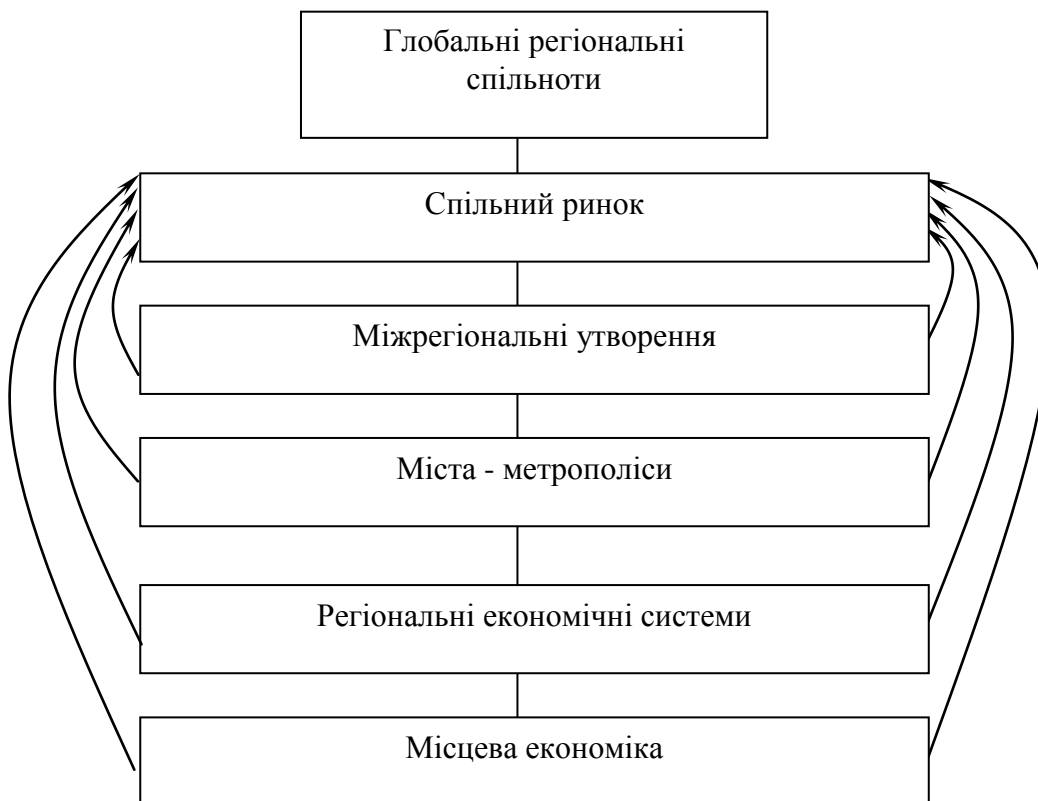 Глобальні регіональні
спільноти
Спільний ринок
Міжрегіональні утворення
Міста - метрополіси
Регіональні економічні системи
Місцева економіка